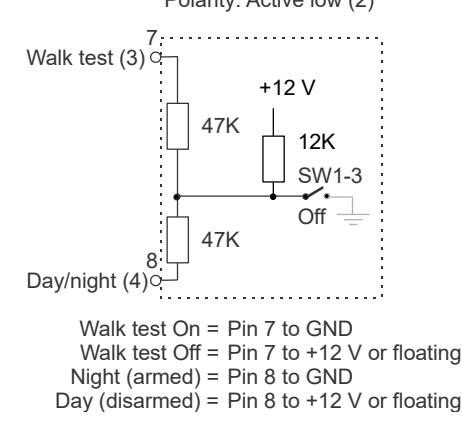 Polarity: Active low (2)
7
Walk test (3)
+12 V
47K
12K
SW1-3
Off
47K
8
Day/night (4)
Walk test On = Pin 7 to GND
Walk test Off = Pin 7 to +12 V or floating
Night (armed) = Pin 8 to GND
Day (disarmed) = Pin 8 to +12 V or floating